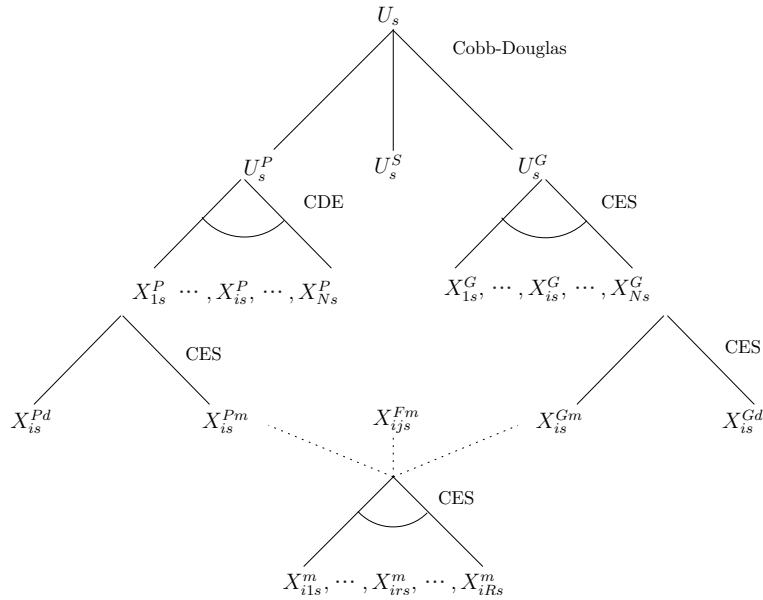 U_s
Cobb-Douglas
U_s^P U_s^S U_s^G
CDE CES
X_{1s}^P ⋯ , X_{is}^P, ⋯ , X_{Ns}^P X_{1s}^G, ⋯ , X_{is}^G, ⋯ , X_{Ns}^G
CES CES
X_{is}^{Pd} X_{is}^{Pm} X_{ijs}^{Fm} X_{is}^{Gm} X_{is}^{Gd}
CES
X_{i1s}^m, ⋯ , X_{irs}^m, ⋯ , X_{iRs}^m